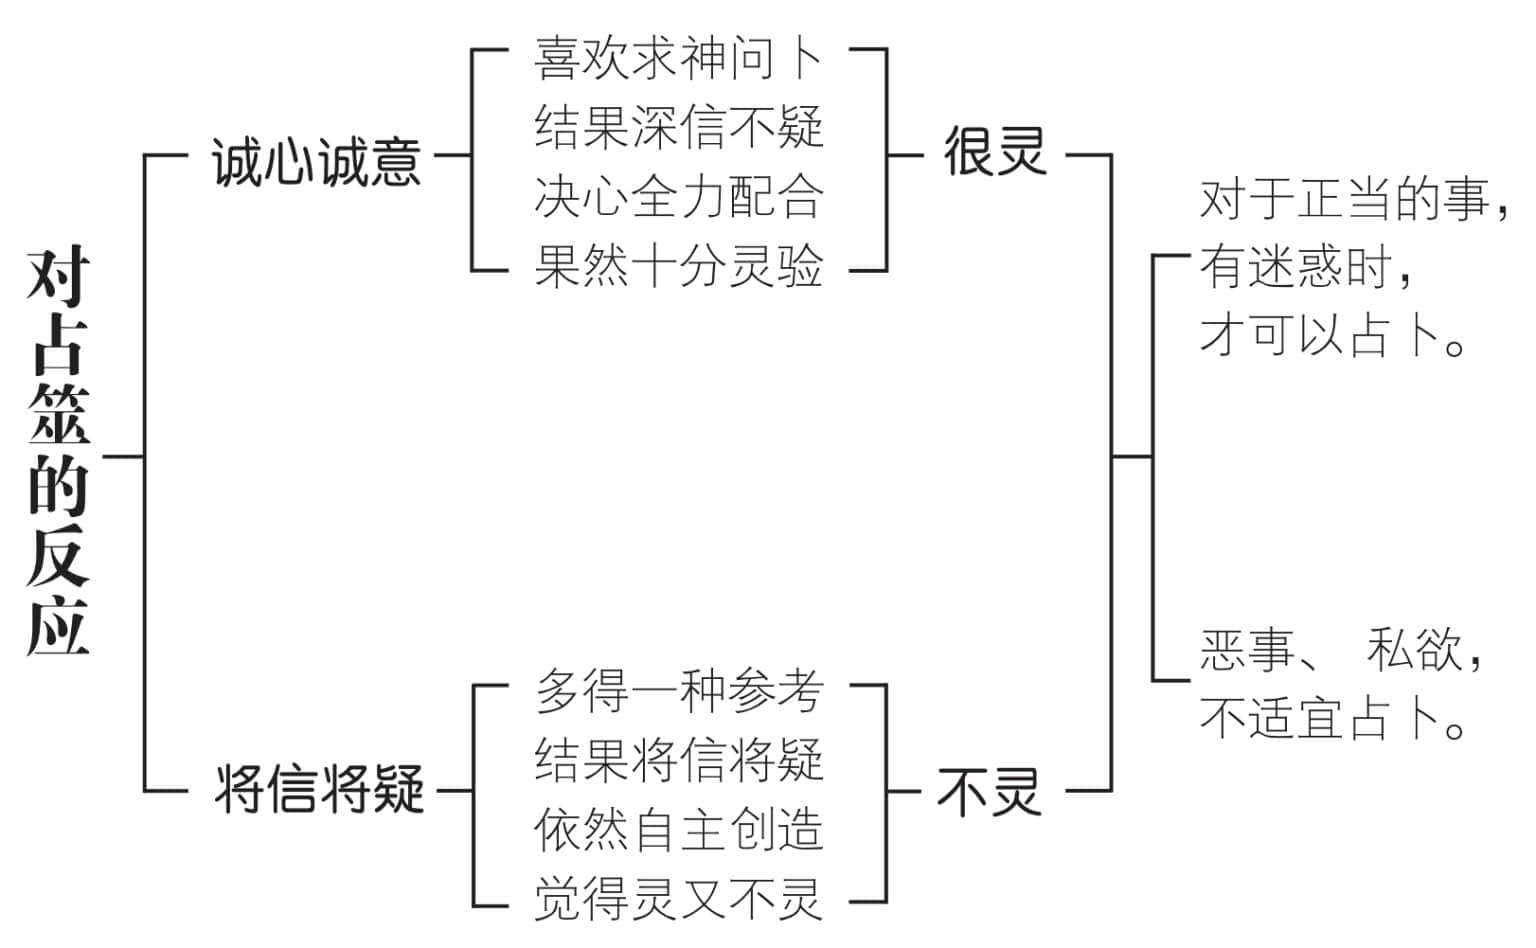 对占筮的反应
诚心诚意
喜欢求神问卜
结果深信不疑
决心全力配合
果然十分灵验
很灵
将信将疑
多得一种参考
结果将信将疑
依然自主创造
觉得灵又不灵
不灵
对于正当的事，
有迷惑时，
才可以占卜。
恶事、 私欲，
不适宜占卜。